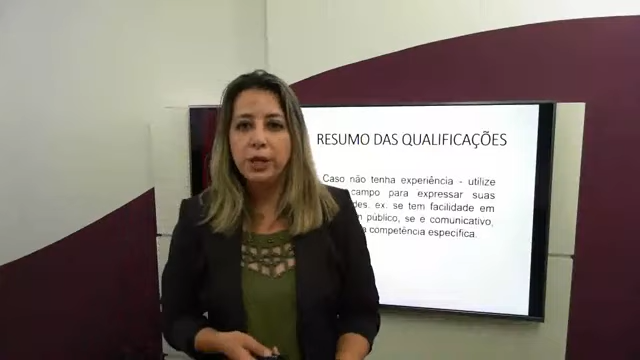 RESUMO DAS QUALIFICAÇÕES
Caso não tenha experiência - utilize
campo para expressar suas
des. ex. se tem facilidade em
público, se e comunicativo,
competência especifica.